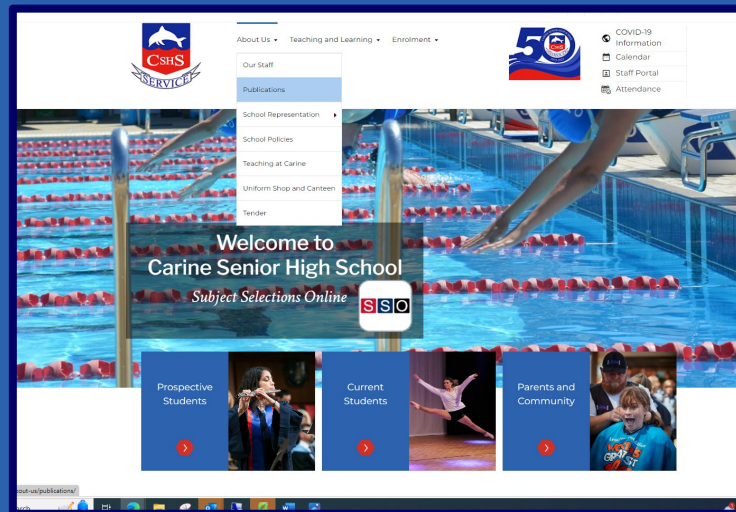 CSHS
SERVICE
About Us
Teaching and Learning
Enrolment
Our Staff
Publications
School Representation
School Policies
Teaching at Carine
Uniform Shop and Canteen
Tender
50
COVID-19
Information
Calendar
Staff Portal
Attendance
Welcome to
Carine Senior High School
Subject Selections Online
SSO
Prospective
Students
Current
Students
Parents and
Community
out-us/publications/